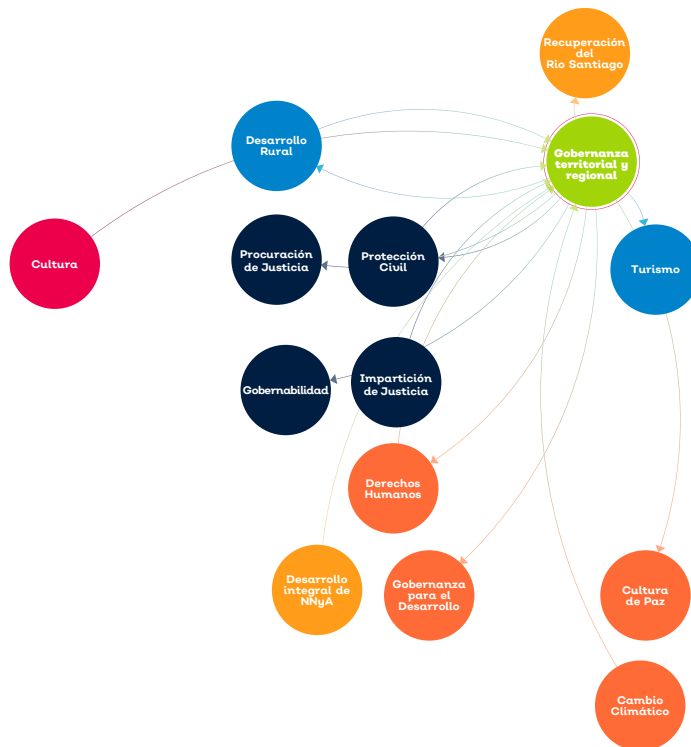 Recuperación
del
Rio Santiago
Desarrollo
Rural
Gobernanza
territorial y
regional
Cultura
Procuración
de Justicia
Protección
Civil
Turismo
Gobernabilidad
Impartición
de Justicia
Derechos
Humanos
Desarrollo
integral de
NNyA
Gobernanza
para el
Desarrollo
Cultura
de Paz
Cambio
Climático